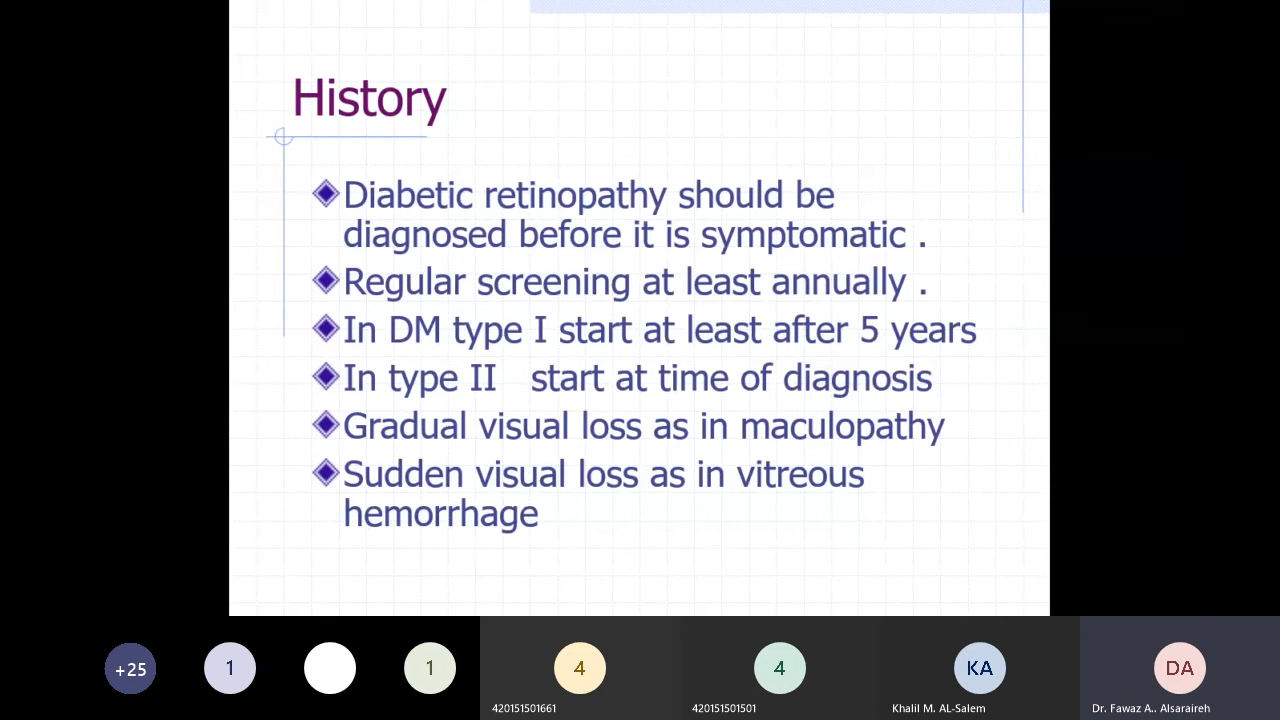 History
Diabetic retinopathy should be
diagnosed before it is symptomatic .
Regular screening at least annually .
In DM type I start at least after 5 years
In type II start at time of diagnosis
Gradual visual loss as in maculopathy
Sudden visual loss as in vitreous
hemorrhage
+25
1
1
4
4
KA
DA
420151501661
420151501501
Khalil M. AL-Salem
Dr. Fawaz A.. Alsaraireh